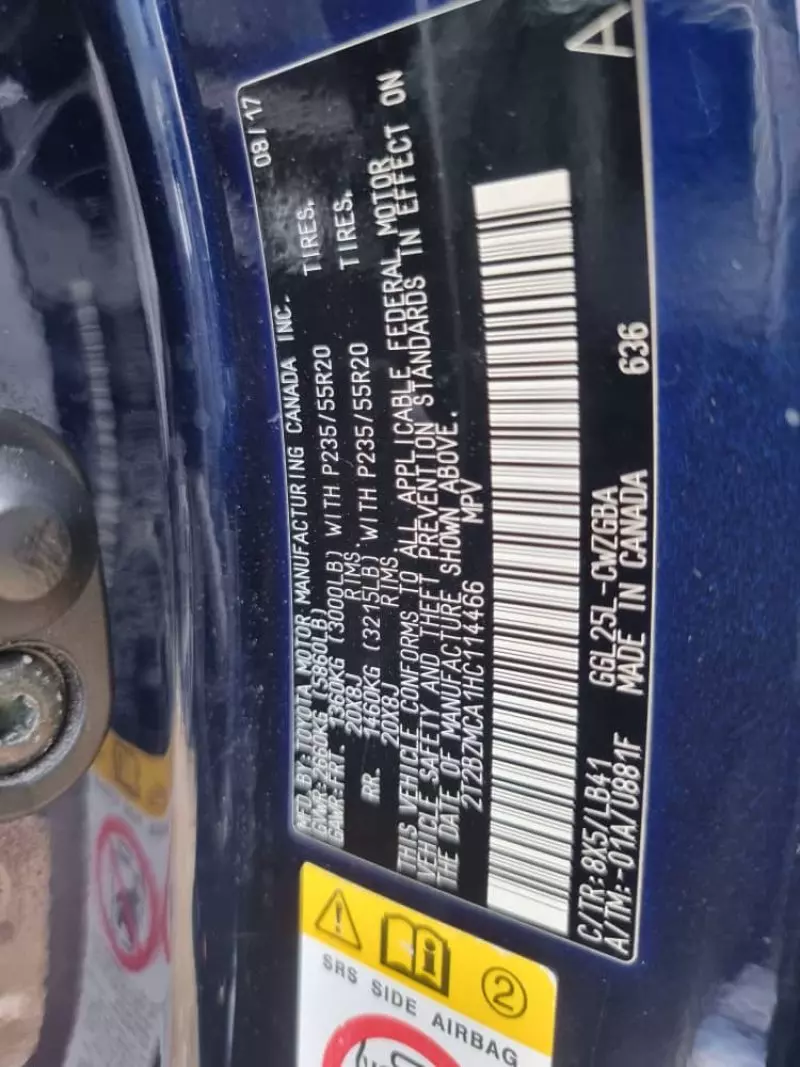 MFD. BY: TOYOTA MOTOR MANUFACTURING CANADA INC. 08/17
GVWR: 2660KG (5860LB)
GAWR: FRT. 1360KG (3000LB) WITH P235/55R20 TIRES,
20X8J RIMS,
RR. 1460KG (3215LB) WITH P235/55R20 TIRES,
20X8J RIMS,
THIS VEHICLE CONFORMS TO ALL APPLICABLE FEDERAL MOTOR
VEHICLE SAFETY AND THEFT PREVENTION STANDARDS IN EFFECT ON
THE DATE OF MANUFACTURE SHOWN ABOVE.
2T2BZMCA1HC114466 MPV
C/TR:8X5/LB41 GGL25L-CWZGBA
A/TM:-01A/U881F MADE IN CANADA 636
A
2
SRS SIDE AIRBAG